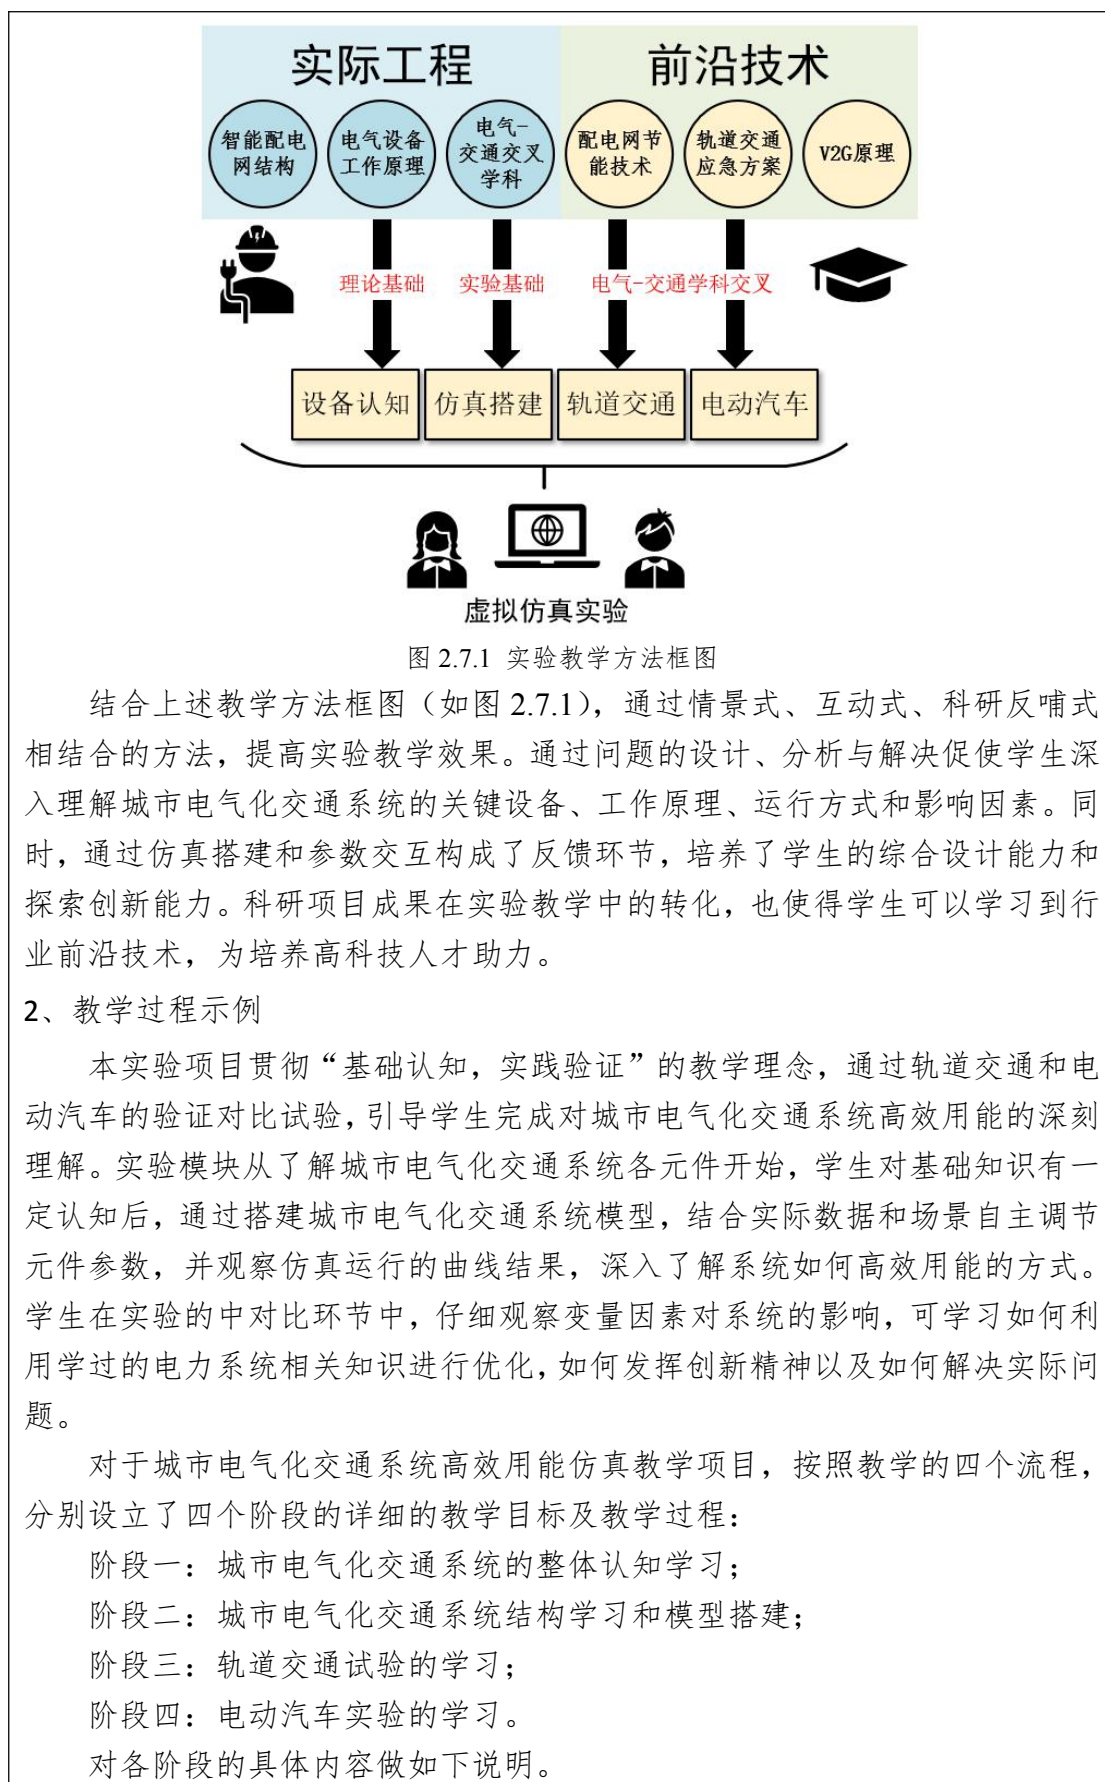 实际工程
前沿技术
智能配电
网结构
电气设备
工作原理
电气-
交通交叉
学科
配电网节
能技术
轨道交通
应急方案
V2G原理
理论基础
实验基础
电气-交通学科交叉
设备认知
仿真搭建
轨道交通
电动汽车
虚拟仿真实验
图 2.7.1 实验教学方法框图
结合上述教学方法框图（如图 2.7.1），通过情景式、互动式、科研反哺式
相结合的方法，提高实验教学效果。通过问题的设计、分析与解决促使学生深
入理解城市电气化交通系统的关键设备、工作原理、运行方式和影响因素。同
时，通过仿真搭建和参数交互构成了反馈环节，培养了学生的综合设计能力和
探索创新能力。科研项目成果在实验教学中的转化，也使得学生可以学习到行
业前沿技术，为培养高科技人才助力。
2、教学过程示例
本实验项目贯彻“基础认知，实践验证”的教学理念，通过轨道交通和电
动汽车的验证对比试验，引导学生完成对城市电气化交通系统高效用能的深刻
理解。实验模块从了解城市电气化交通系统各元件开始，学生对基础知识有一
定认知后，通过搭建城市电气化交通系统模型，结合实际数据和场景自主调节
元件参数，并观察仿真运行的曲线结果，深入了解系统如何高效用能的方式。
学生在实验的中对比环节中，仔细观察变量因素对系统的影响，可学习如何利
用学过的电力系统相关知识进行优化，如何发挥创新精神以及如何解决实际问
题。
对于城市电气化交通系统高效用能仿真教学项目，按照教学的四个流程，
分别设立了四个阶段的详细的教学目标及教学过程：
阶段一：城市电气化交通系统的整体认知学习；
阶段二：城市电气化交通系统结构学习和模型搭建；
阶段三：轨道交通试验的学习；
阶段四：电动汽车实验的学习。
对各阶段的具体内容做如下说明。